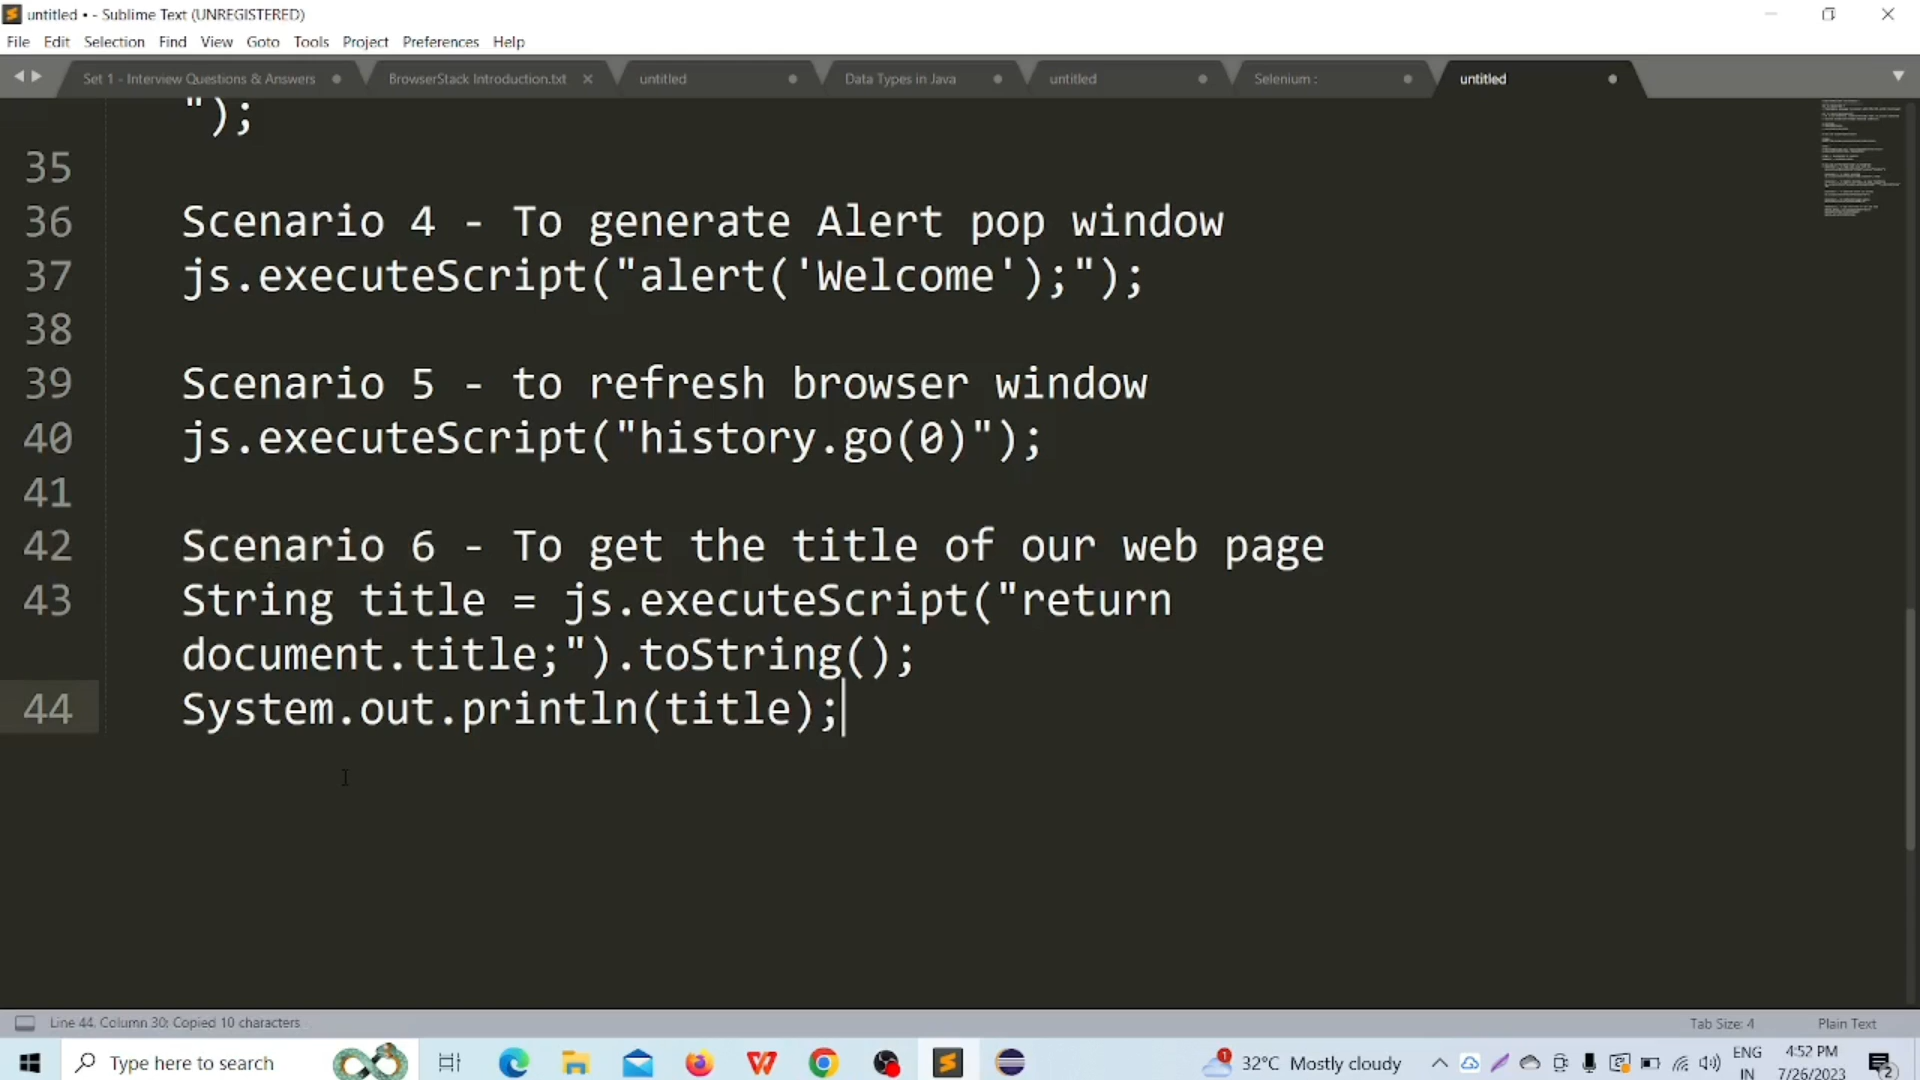 untitled • - Sublime Text (UNREGISTERED)
File Edit Selection Find View Goto Tools Project Preferences Help
Set 1 - Interview Questions & Answers BrowserStack Introduction.txt untitled Data Types in Java untitled Selenium : untitled
");
35
36 Scenario 4 - To generate Alert pop window
37 js.executeScript("alert('Welcome');");
38
39 Scenario 5 - to refresh browser window
40 js.executeScript("history.go(0)");
41
42 Scenario 6 - To get the title of our web page
43 String title = js.executeScript("return
document.title;").toString();
44 System.out.println(title);
Line 44, Column 30; Copied 10 characters Tab Size: 4 Plain Text
Type here to search 1 32°C Mostly cloudy ENG 4:52 PM
IN 7/26/2023 2